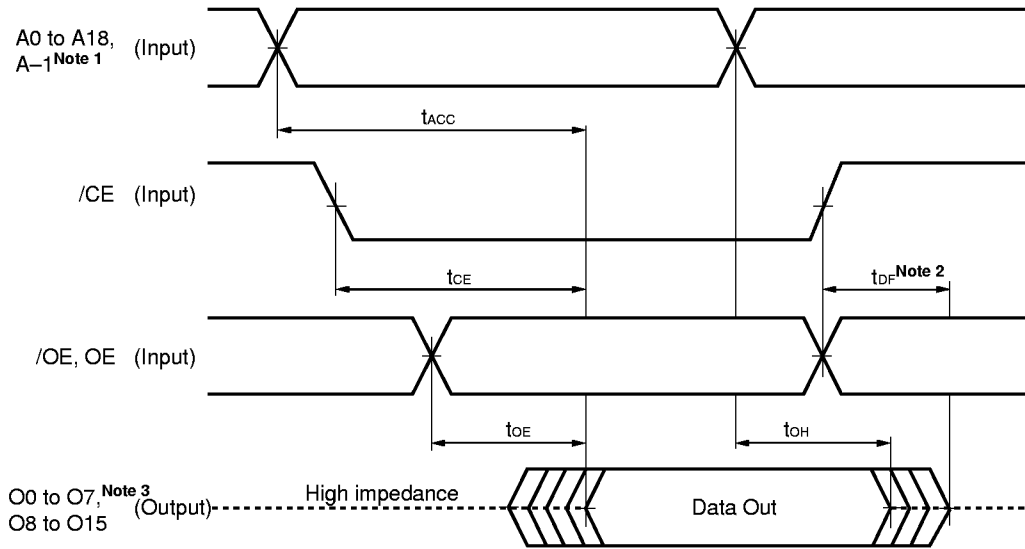 A0 to A18, (Input)
A–1Note 1
tACC
/CE (Input)
tCE
tDFNote 2
/OE, OE (Input)
tOE
tOH
O0 to O7,Note 3 (Output)
O8 to O15
High impedance
Data Out